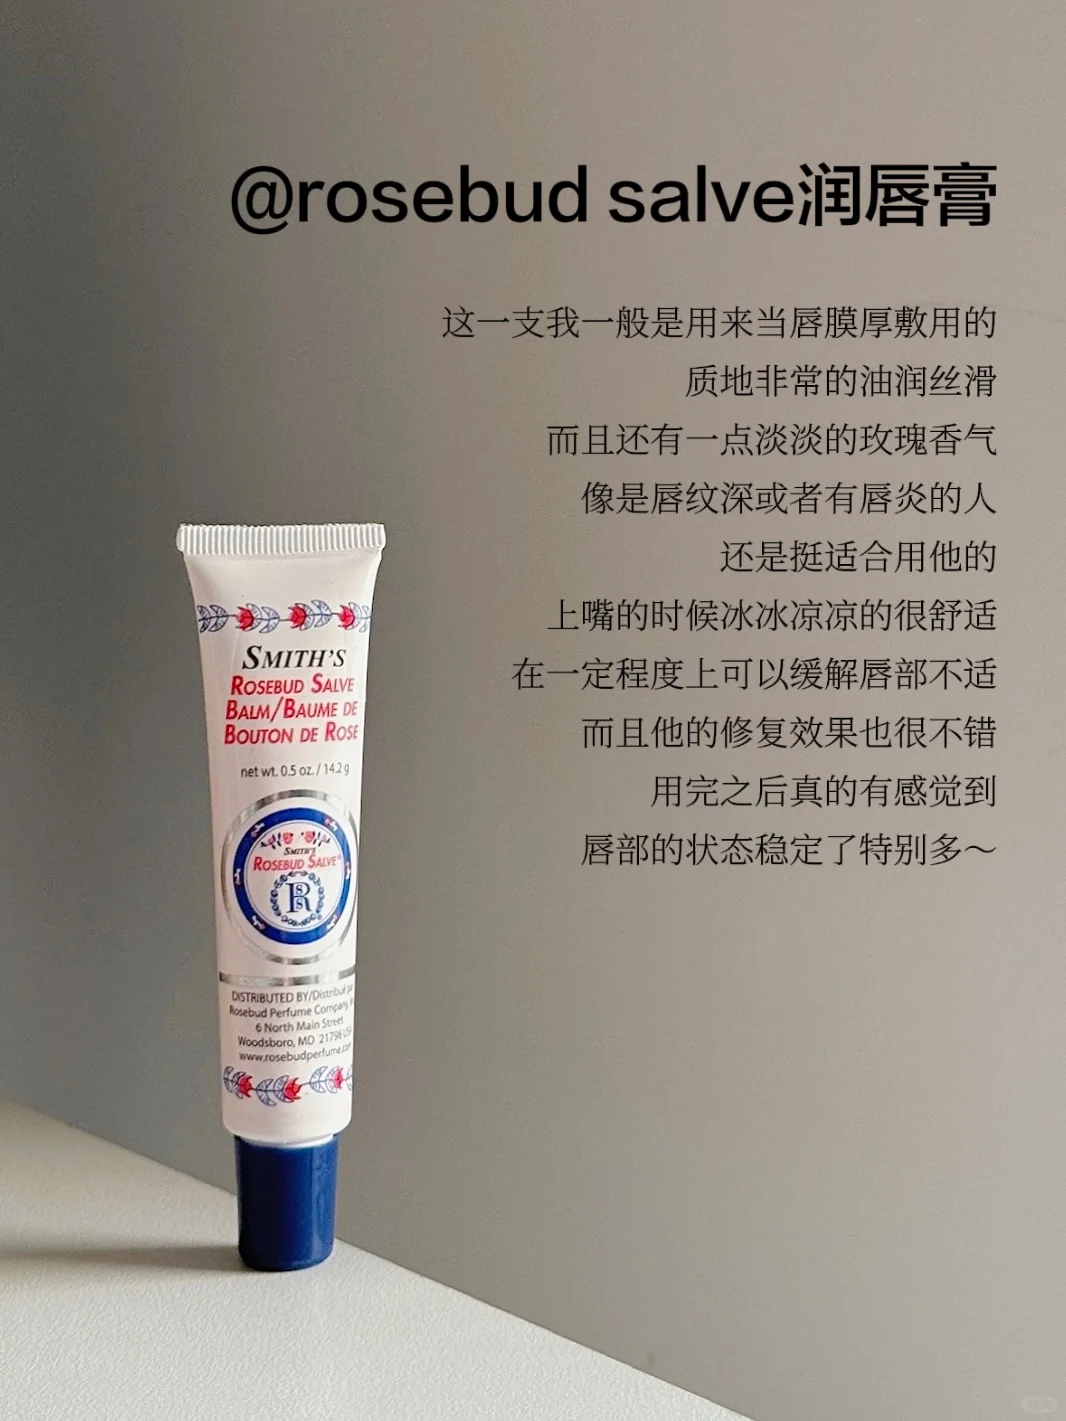 @rosebud salve润唇膏
这一支我一般是用来当唇膜厚敷用的
质地非常的油润丝滑
而且还有一点淡淡的玫瑰香气
像是唇纹深或者有唇炎的人
还是挺适合用他的
上嘴的时候冰冰凉凉的很舒适
在一定程度上可以缓解唇部不适
而且他的修复效果也很不错
用完之后真的有感觉到
唇部的状态稳定了特别多～
SMITH'S
ROSEBUD SALVE
BALM/BAUME DE
BOUTON DE ROSE
net wt. 0.5 oz. / 14.2 g
SMITH'S
ROSEBUD SALVE
RSS
DISTRIBUTED BY/Distribué par
Rosebud Perfume Company,
6 North Main Street
Woodsboro, MD 21798 USA
www.rosebudperfume.com